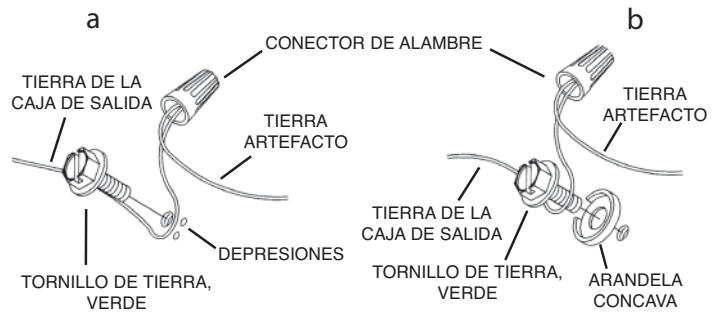 a
b
CONECTOR DE ALAMBRE
TIERRA DE LA
CAJA DE SALIDA
TIERRA
ARTEFACTO
DEPRESIONES
TORNILLO DE TIERRA,
VERDE
TIERRA
ARTEFACTO
TIERRA DE LA
CAJA DE SALIDA
TORNILLO DE TIERRA,
VERDE
ARANDELA
CONCAVA